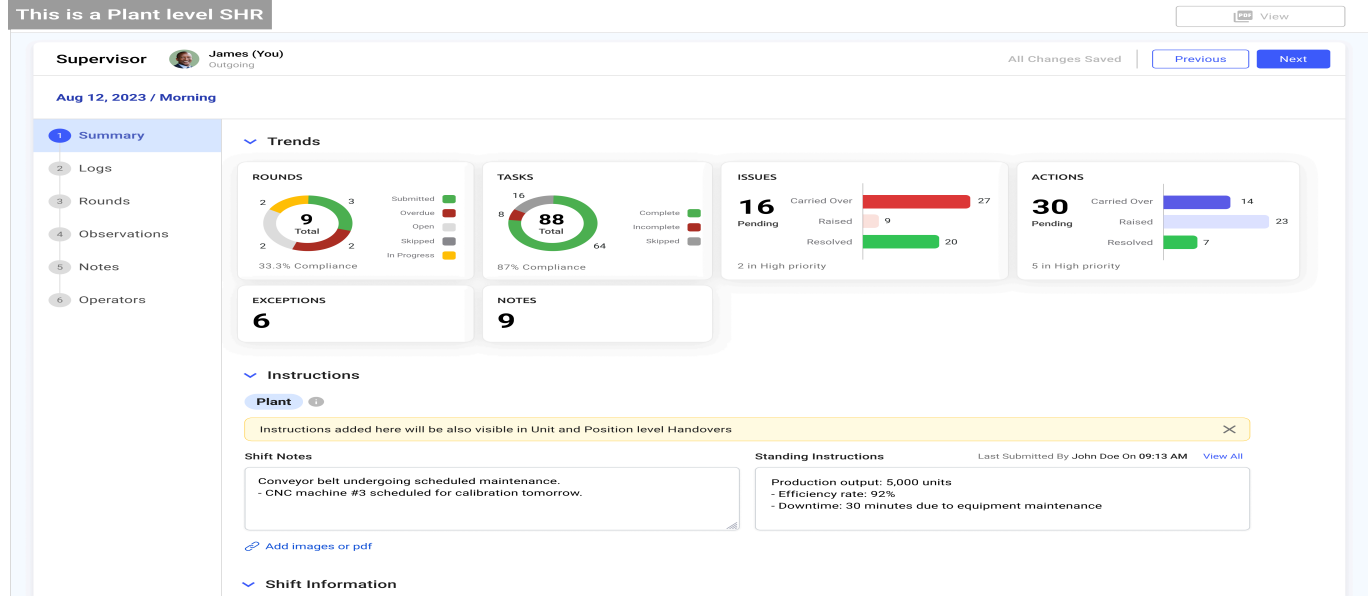 This is a Plant level SHR
PDF View
Supervisor
James (You)
Outgoing
All Changes Saved
Previous
Next
Aug 12, 2023 / Morning
1 Summary
2 Logs
3 Rounds
4 Observations
5 Notes
6 Operators
Trends
ROUNDS
2
3
2
2
9
Total
Submitted
Overdue
Open
Skipped
In Progress
33.3% Compliance
TASKS
16
8
64
88
Total
Complete
Incomplete
Skipped
87% Compliance
ISSUES
16
Pending
Carried Over 27
Raised 9
Resolved 20
2 in High priority
ACTIONS
30
Pending
Carried Over 14
Raised 23
Resolved 7
5 in High priority
EXCEPTIONS
6
NOTES
9
Instructions
Plant
Instructions added here will be also visible in Unit and Position level Handovers
Shift Notes
Conveyor belt undergoing scheduled maintenance.
- CNC machine #3 scheduled for calibration tomorrow.
Add images or pdf
Standing Instructions
Last Submitted By John Doe On 09:13 AM
View All
Production output: 5,000 units
- Efficiency rate: 92%
- Downtime: 30 minutes due to equipment maintenance
Shift Information